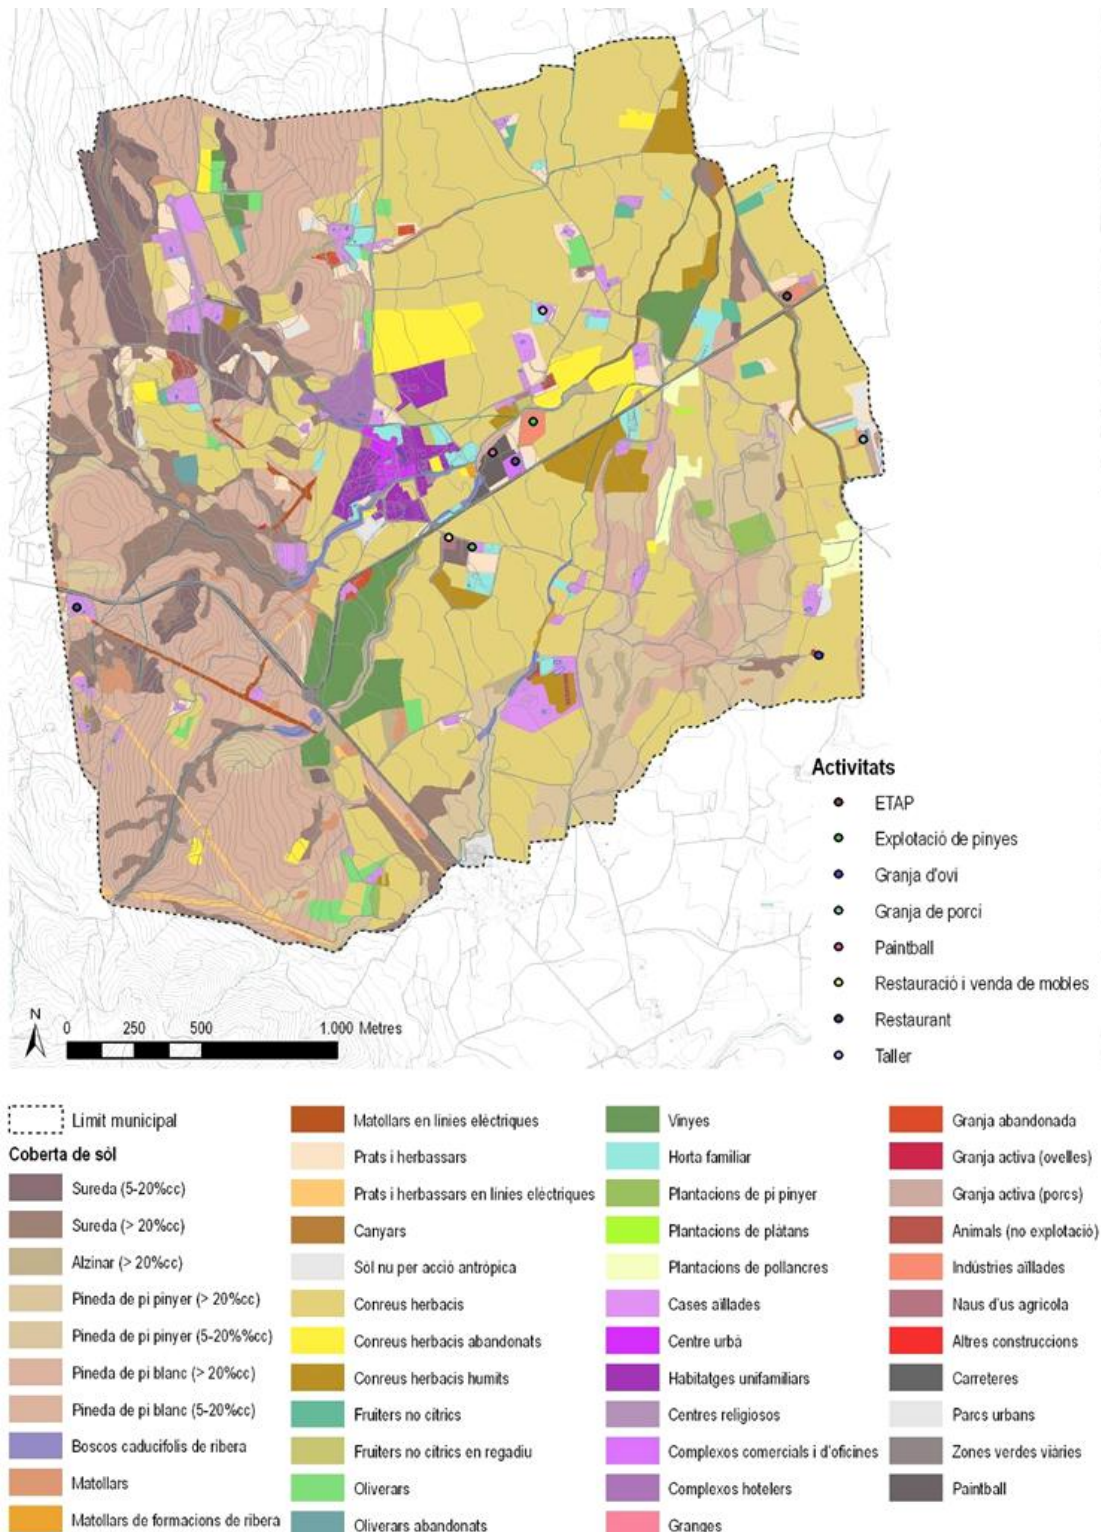 Activitats
ETAP
Explotació de pinyes
Granja d'ovi
Granja de porcí
Paintball
Restauració i venda de mobles
Restaurant
Taller
N
0 250 500 1.000 Metres
Límit municipal
Coberta de sòl
Sureda (5-20%cc)
Sureda (> 20%cc)
Alzinar (> 20%cc)
Pineda de pi pinyer (> 20%cc)
Pineda de pi pinyer (5-20%%cc)
Pineda de pi blanc (> 20%cc)
Pineda de pi blanc (5-20%cc)
Boscos caducifolis de ribera
Matollars
Matollars de formacions de ribera
Matollars en línies elèctriques
Prats i herbassars
Prats i herbassars en línies elèctriques
Canyars
Sòl nu per acció antròpica
Conreus herbacis
Conreus herbacis abandonats
Conreus herbacis humits
Fruiters no cítrics
Fruiters no cítrics en regadiu
Oliverars
Oliverars abandonats
Vinyes
Horta familiar
Plantacions de pi pinyer
Plantacions de plàtans
Plantacions de pollancres
Cases aïllades
Centre urbà
Habitatges unifamiliars
Centres religiosos
Complexos comercials i d'oficines
Complexos hotelers
Granges
Granja abandonada
Granja activa (ovelles)
Granja activa (porcs)
Animals (no explotació)
Indústries aïllades
Naus d'us agrícola
Altres construccions
Carreteres
Parcs urbans
Zones verdes viàries
Paintball